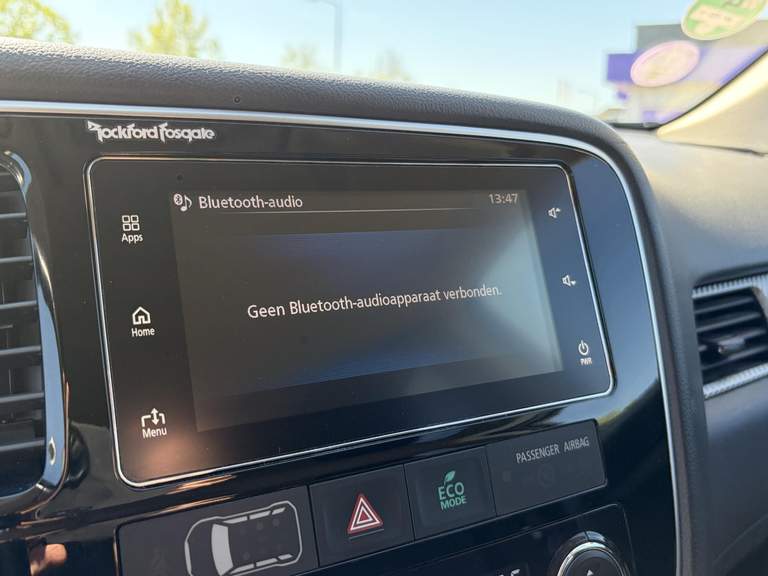 Rockford Fosgate
Bluetooth-audio 13:47
Apps
Geen Bluetooth-audioapparaat verbonden.
Home
PWR
Menu
PASSENGER AIRBAG
ECO
MODE